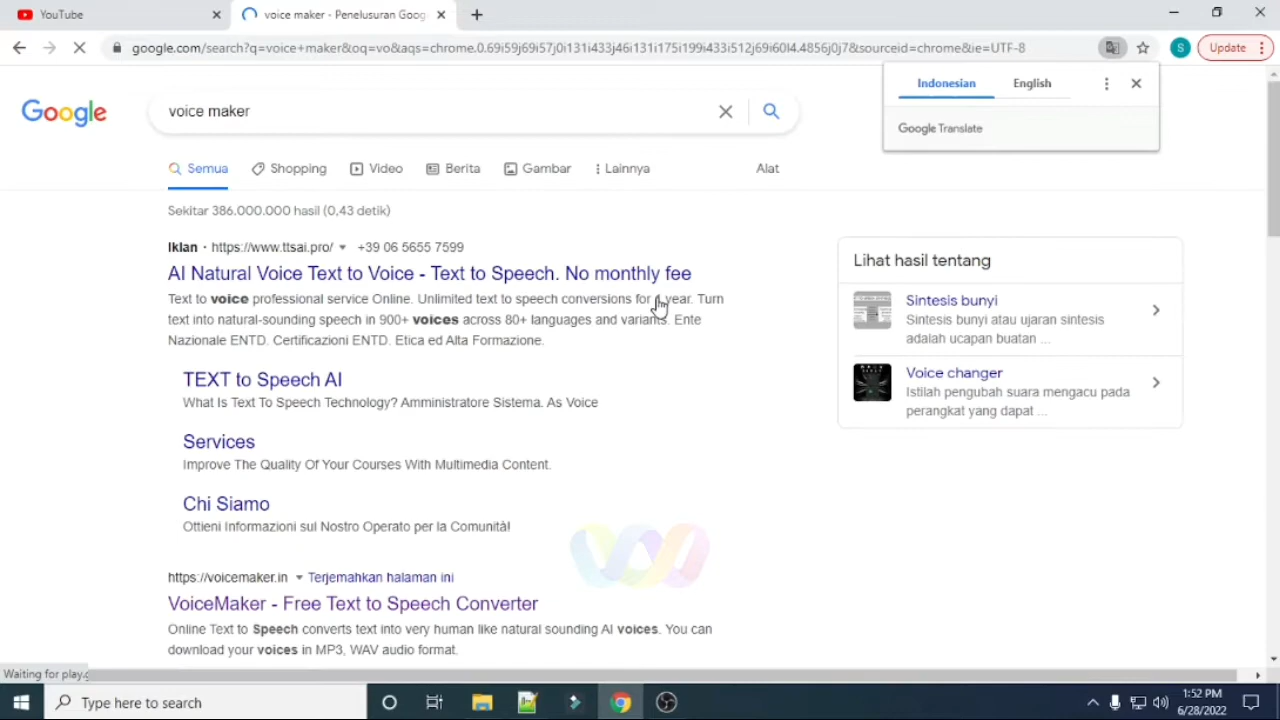 YouTube
voice maker - Penelusuran Goog
google.com/search?q=voice+maker&oq=vo&aqs=chrome.0.69i59j69i57j0i131i433j46i131i175i199i433i512j69i60l4.4856j0j7&sourceid=chrome&ie=UTF-8
S
Update
Indonesian English
Google Translate
Google
voice maker
Semua Shopping Video Berita Gambar Lainnya Alat
Sekitar 386.000.000 hasil (0,43 detik)
Iklan · https://www.ttsai.pro/ +39 06 5655 7599
AI Natural Voice Text to Voice - Text to Speech. No monthly fee
Text to voice professional service Online. Unlimited text to speech conversions for year. Turn
text into natural-sounding speech in 900+ voices across 80+ languages and variants. Ente
Nazionale ENTD. Certificazioni ENTD. Etica ed Alta Formazione.
TEXT to Speech AI
What Is Text To Speech Technology? Amministratore Sistema. As Voice
Services
Improve The Quality Of Your Courses With Multimedia Content.
Chi Siamo
Ottieni Informazioni sul Nostro Operato per la Comunità!
https://voicemaker.in Terjemahkan halaman ini
VoiceMaker - Free Text to Speech Converter
Online Text to Speech converts text into very human like natural sounding AI voices. You can
download your voices in MP3, WAV audio format.
Lihat hasil tentang
Sintesis bunyi
Sintesis bunyi atau ujaran sintesis
adalah ucapan buatan ...
Voice changer
Istilah pengubah suara mengacu pada
perangkat yang dapat ...
Waiting for play.
Type here to search
1:52 PM
6/28/2022